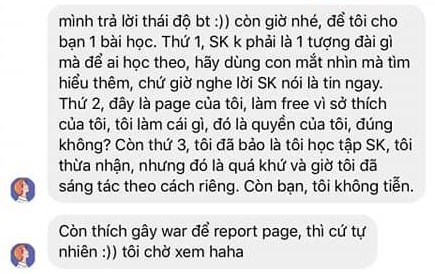 mình trả lời thái độ bt :)) còn giờ nhé, để tôi cho
bạn 1 bài học. Thứ 1, SK k phải là 1 tượng đài gì
mà để ai học theo, hãy dùng con mắt nhìn mà tìm
hiểu thêm, chứ giờ nghe lời SK nói là tin ngay.
Thứ 2, đây là page của tôi, làm free vì sở thích
của tôi, tôi làm cái gì, đó là quyền của tôi, đúng
không? Còn thứ 3, tôi đã bảo là tôi học tập SK, tôi
thừa nhận, nhưng đó là quá khứ và giờ tôi đã
sáng tác theo cách riêng. Còn bạn, tôi không tiễn.
Còn thích gây war để report page, thì cứ tự
nhiên :)) tôi chờ xem haha